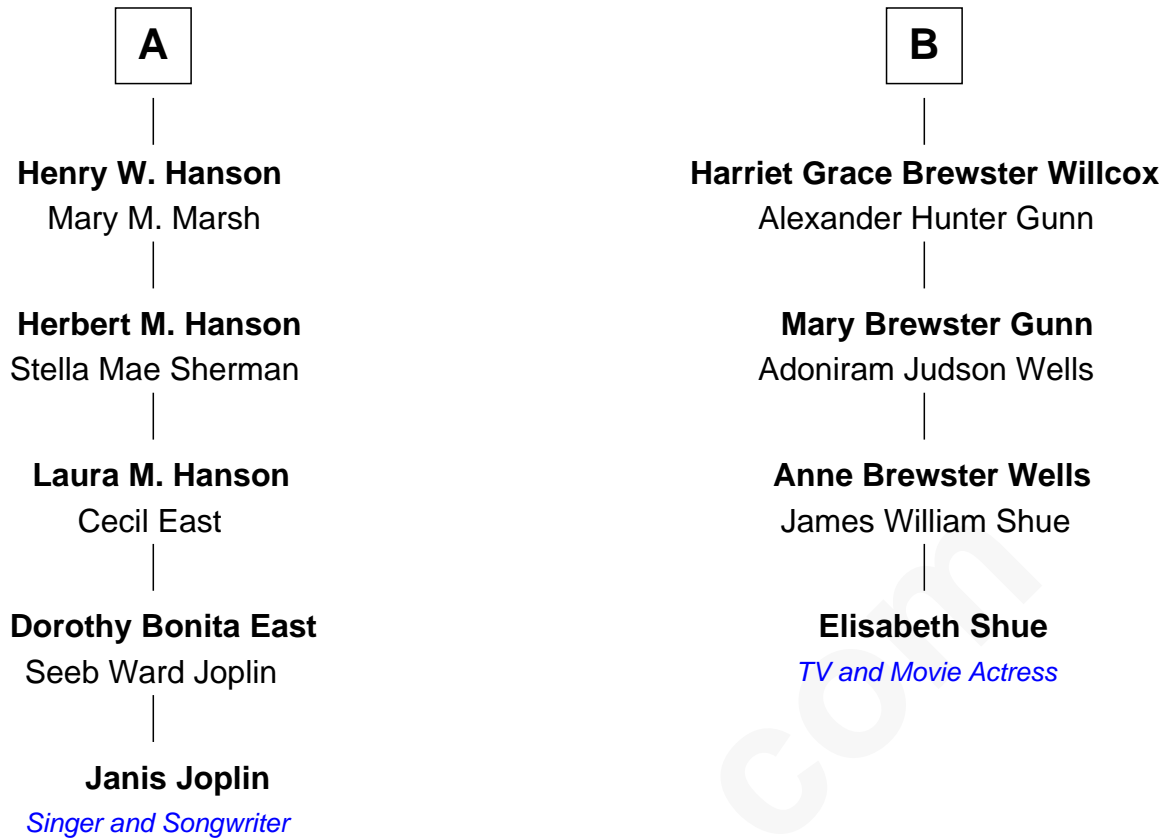 A
Henry W. Hanson
Mary M. Marsh
Herbert M. Hanson
Stella Mae Sherman
Laura M. Hanson
Cecil East
Dorothy Bonita East
Seeb Ward Joplin
Janis Joplin
Singer and Songwriter
B
Harriet Grace Brewster Willcox
Alexander Hunter Gunn
Mary Brewster Gunn
Adoniram Judson Wells
Anne Brewster Wells
James William Shue
Elisabeth Shue
TV and Movie Actress
com